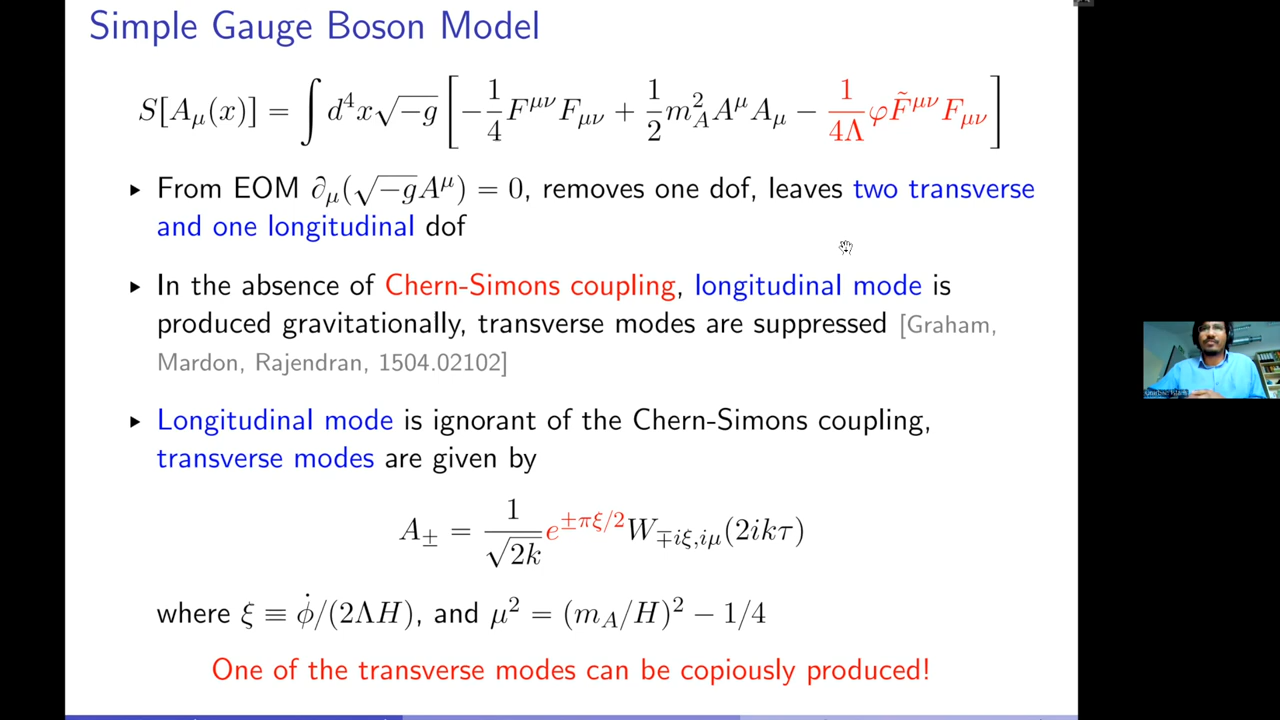 Simple Gauge Boson Model
S[A_μ(x)] = ∫ d⁴x√−g [ −1/4 F^{μν}F_{μν} + 1/2 m_A² A^μ A_μ − 1/(4Λ) φF̃^{μν}F_{μν} ]
▸ From EOM ∂_μ(√−g A^μ) = 0, removes one dof, leaves two transverse
and one longitudinal dof
▸ In the absence of Chern-Simons coupling, longitudinal mode is
produced gravitationally, transverse modes are suppressed [Graham,
Mardon, Rajendran, 1504.02102]
▸ Longitudinal mode is ignorant of the Chern-Simons coupling,
transverse modes are given by
A_± = 1/√(2k) e^{±πξ/2} W_{∓iξ,iμ}(2ikτ)
where ξ ≡ ϕ̇/(2ΛH), and μ² = (m_A/H)² − 1/4
One of the transverse modes can be copiously produced!